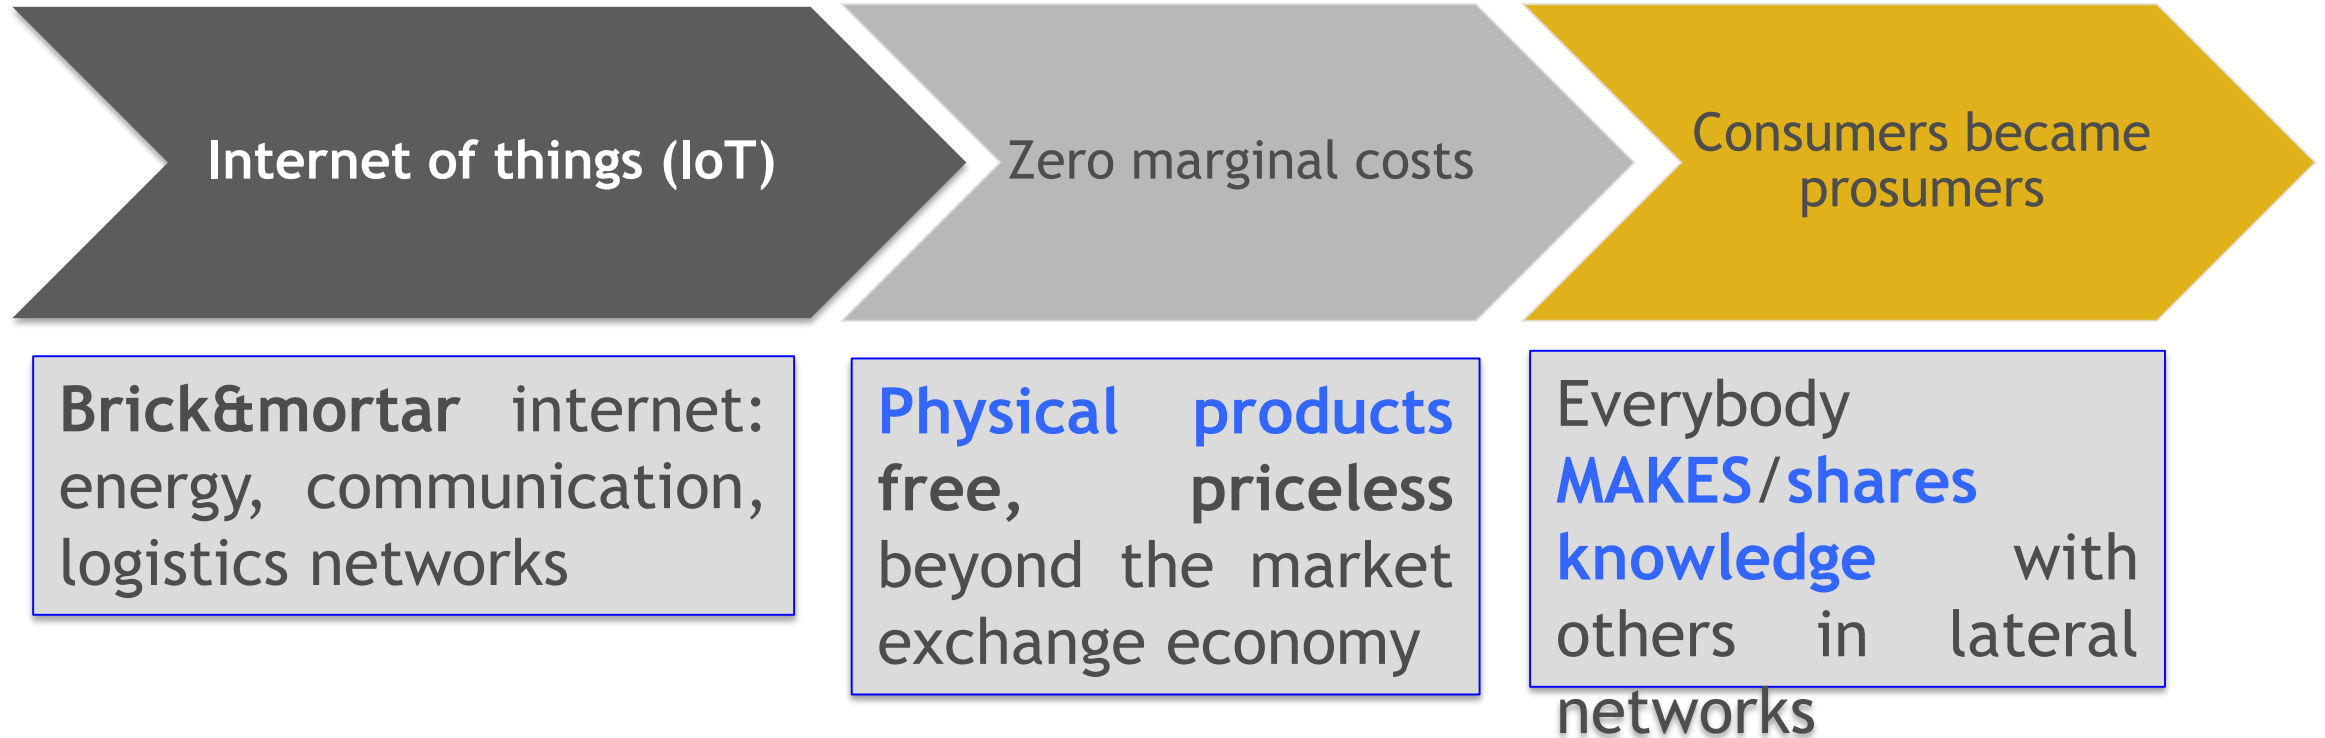 Internet of things (IoT)
Zero marginal costs
Consumers became
prosumers
Brick&mortar internet:
energy, communication,
logistics networks
Physical products
free, priceless
beyond the market
exchange economy
Everybody
MAKES/shares
knowledge with
others in lateral
networks